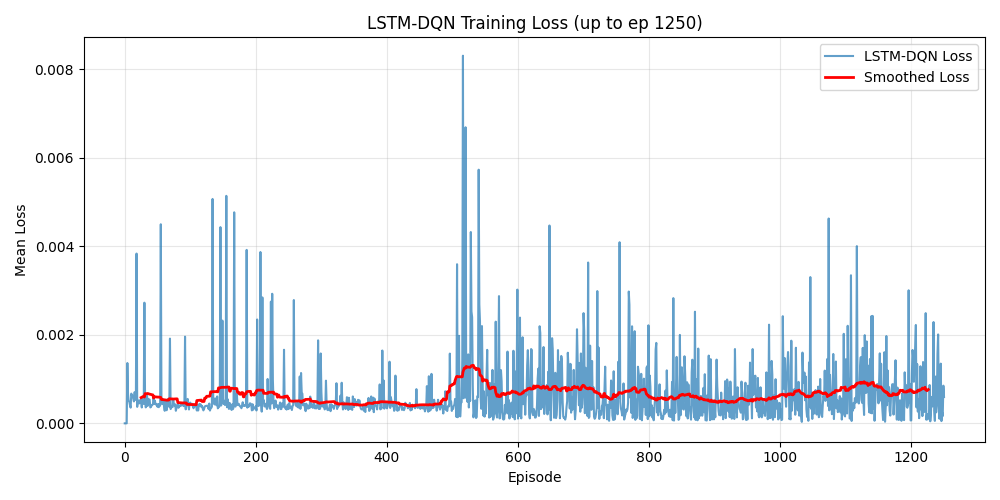 LSTM-DQN Training Loss (up to ep 1250)
LSTM-DQN Loss
Smoothed Loss
Mean Loss
0.008
0.006
0.004
0.002
0.000
0 200 400 600 800 1000 1200
Episode